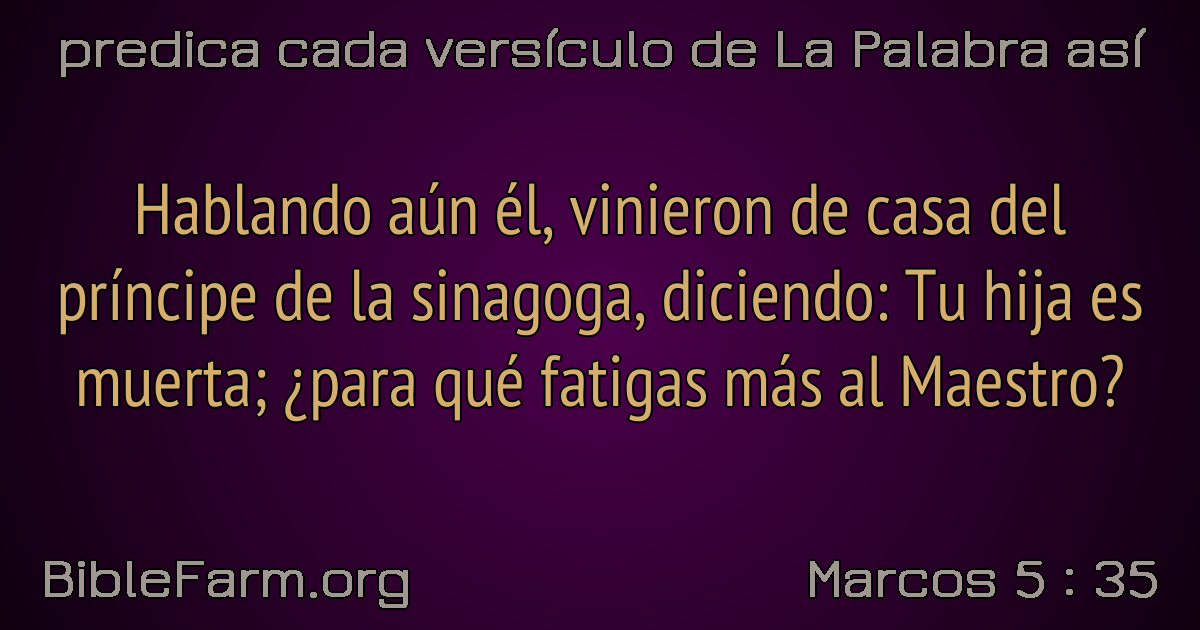 predica cada versículo de La Palabra así
Hablando aún él, vinieron de casa del
príncipe de la sinagoga, diciendo: Tu hija es
muerta; ¿para qué fatigas más al Maestro?
BibleFarm.org
Marcos 5 : 35